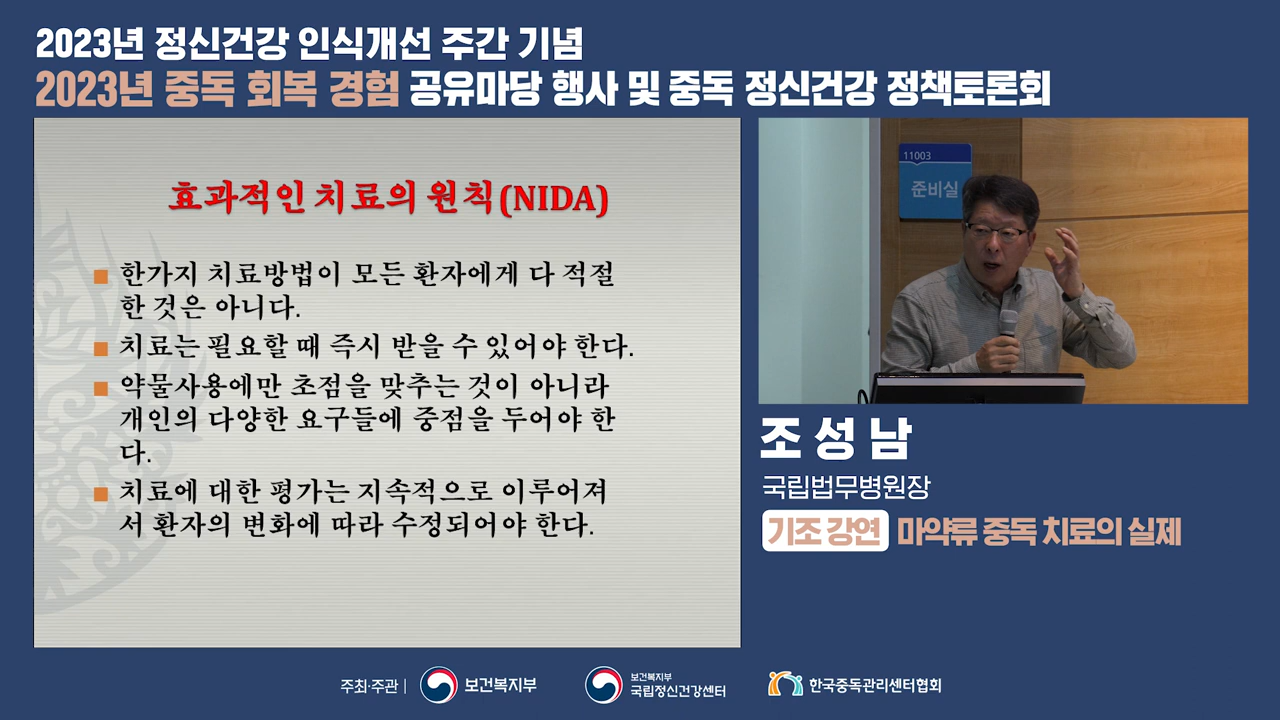 2023년 정신건강 인식개선 주간 기념
2023년 중독 회복 경험 공유마당 행사 및 중독 정신건강 정책토론회
효과적인 치료의 원칙(NIDA)
■ 한가지 치료방법이 모든 환자에게 다 적절
한 것은 아니다.
■ 치료는 필요할 때 즉시 받을 수 있어야 한다.
■ 약물사용에만 초점을 맞추는 것이 아니라
개인의 다양한 요구들에 중점을 두어야 한
다.
■ 치료에 대한 평가는 지속적으로 이루어져
서 환자의 변화에 따라 수정되어야 한다.
11003
준비실
조성남
국립법무병원장
기조 강연 마약류 중독 치료의 실제
주최·주관 | 보건복지부
보건복지부
국립정신건강센터
한국중독관리센터협회